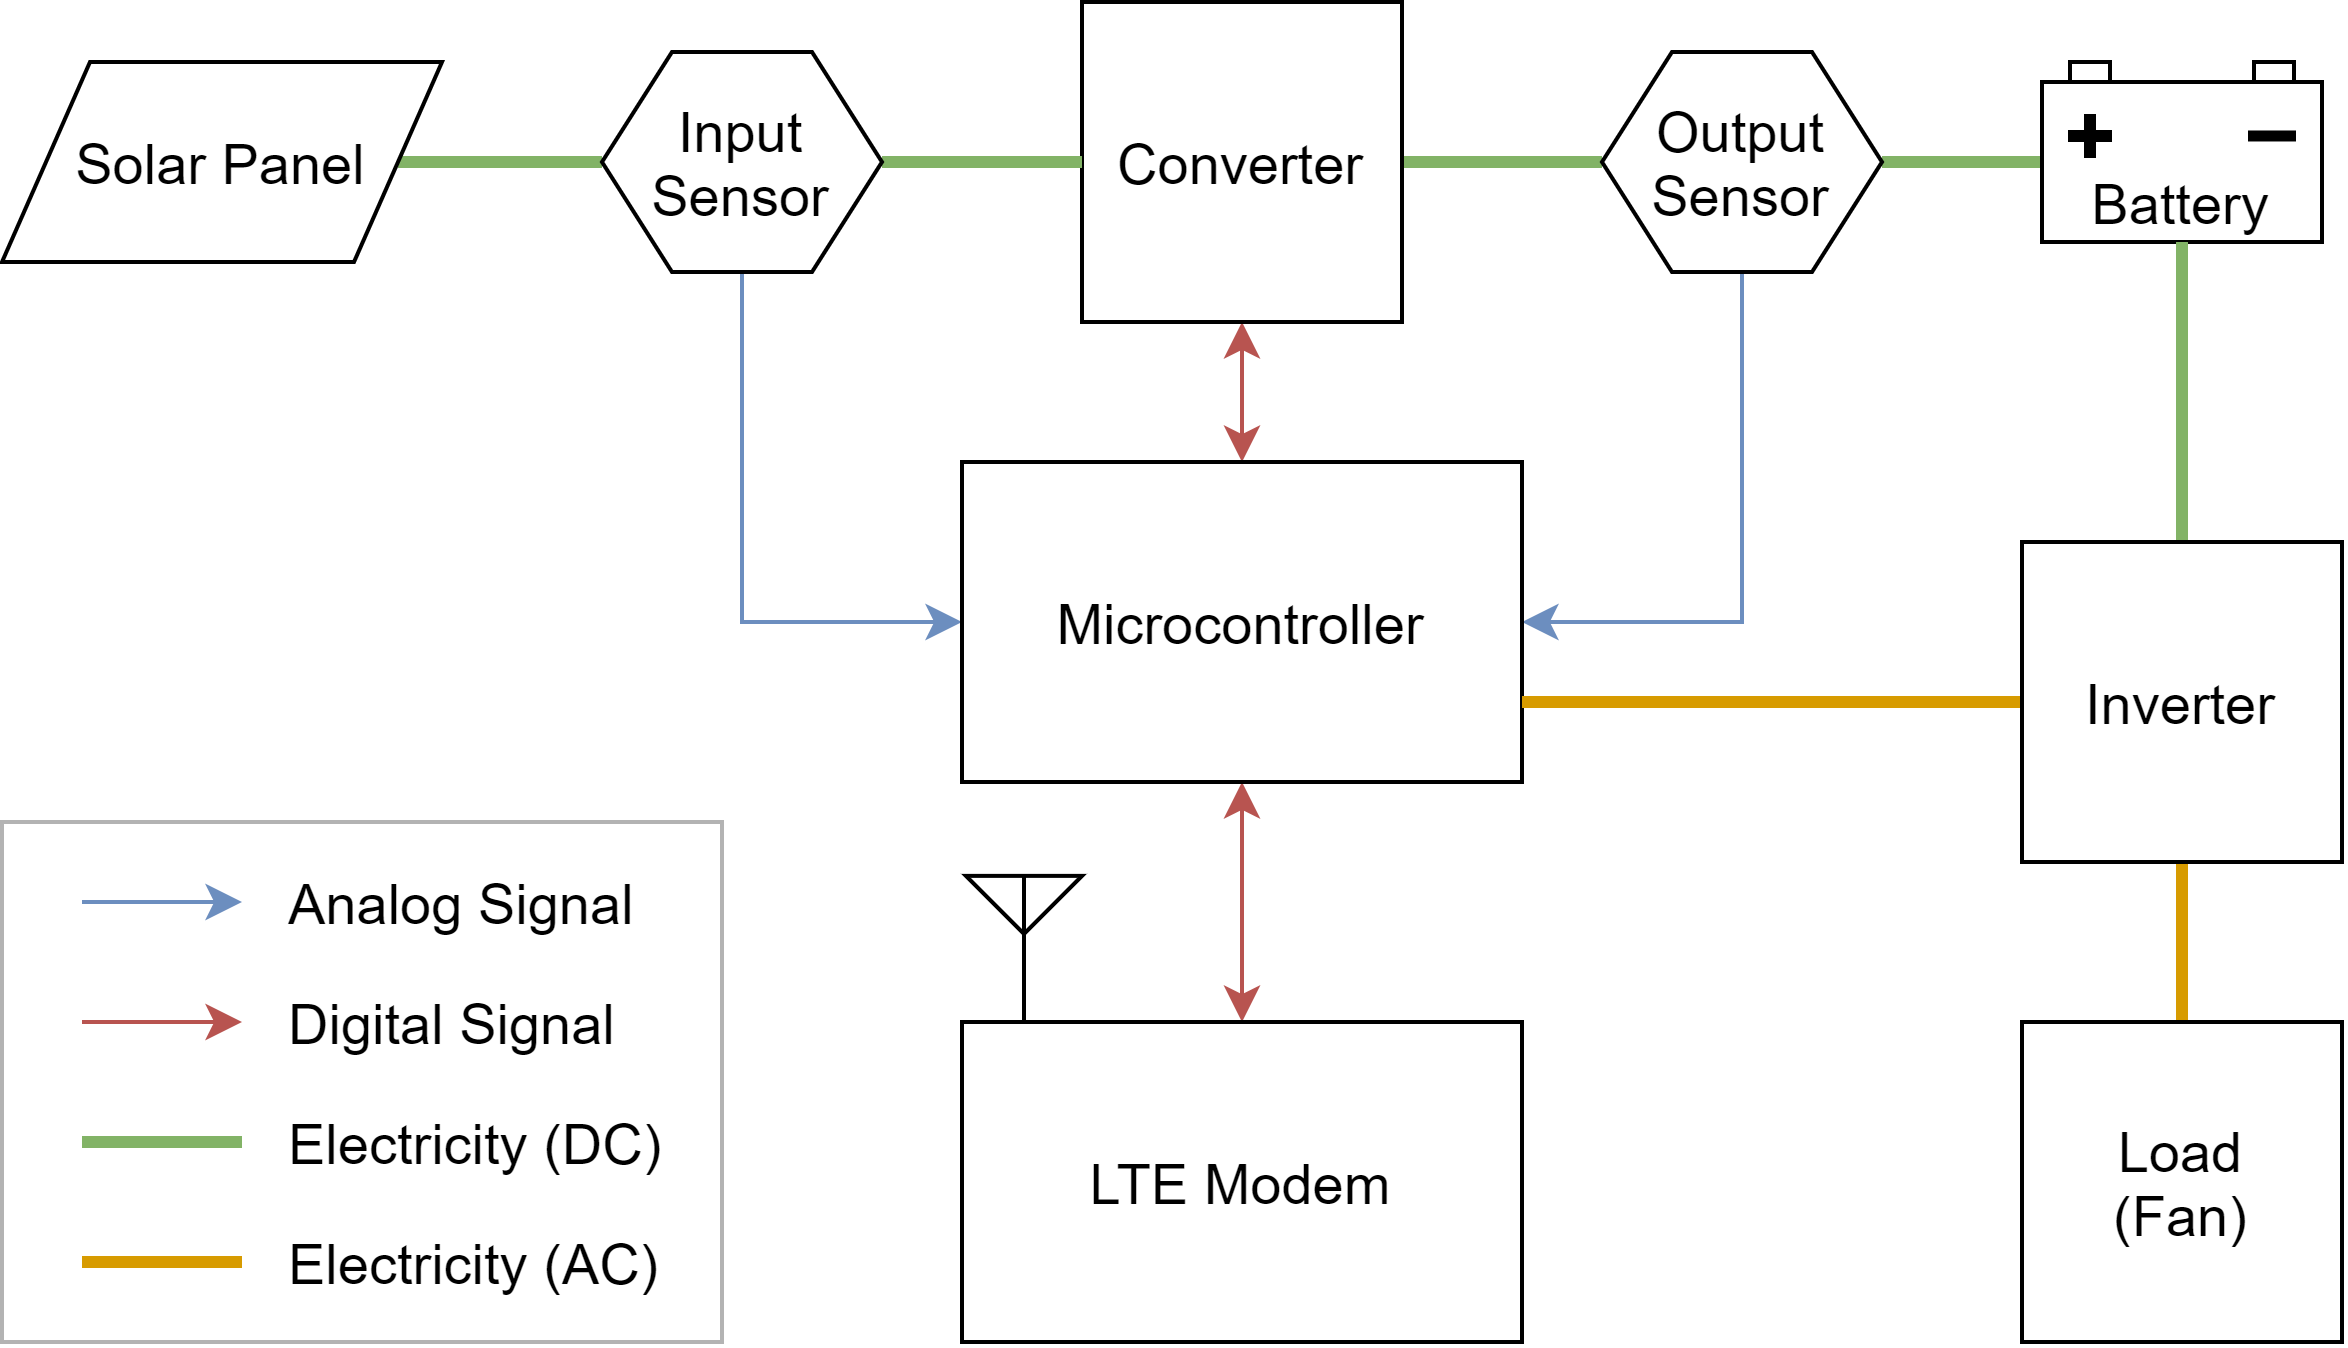 Solar Panel
Input
Sensor
Converter
Output
Sensor
Battery
Microcontroller
Inverter
Analog Signal
Digital Signal
Electricity (DC)
Electricity (AC)
LTE Modem
Load
(Fan)